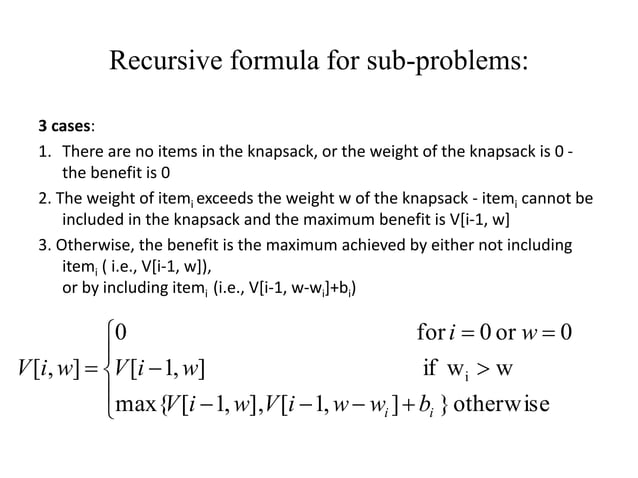 Recursive formula for sub-problems:
3 cases:
1. There are no items in the knapsack, or the weight of the knapsack is 0 -
the benefit is 0
2. The weight of itemᵢ exceeds the weight w of the knapsack - itemᵢ cannot be
included in the knapsack and the maximum benefit is V[i-1, w]
3. Otherwise, the benefit is the maximum achieved by either not including
itemᵢ ( i.e., V[i-1, w]),
or by including itemᵢ (i.e., V[i-1, w-wᵢ]+bᵢ)
0 for i = 0 or w = 0
V[i, w] = { V[i − 1, w] if wᵢ > w
max{V[i − 1, w], V[i − 1, w − wᵢ] + bᵢ} otherwise